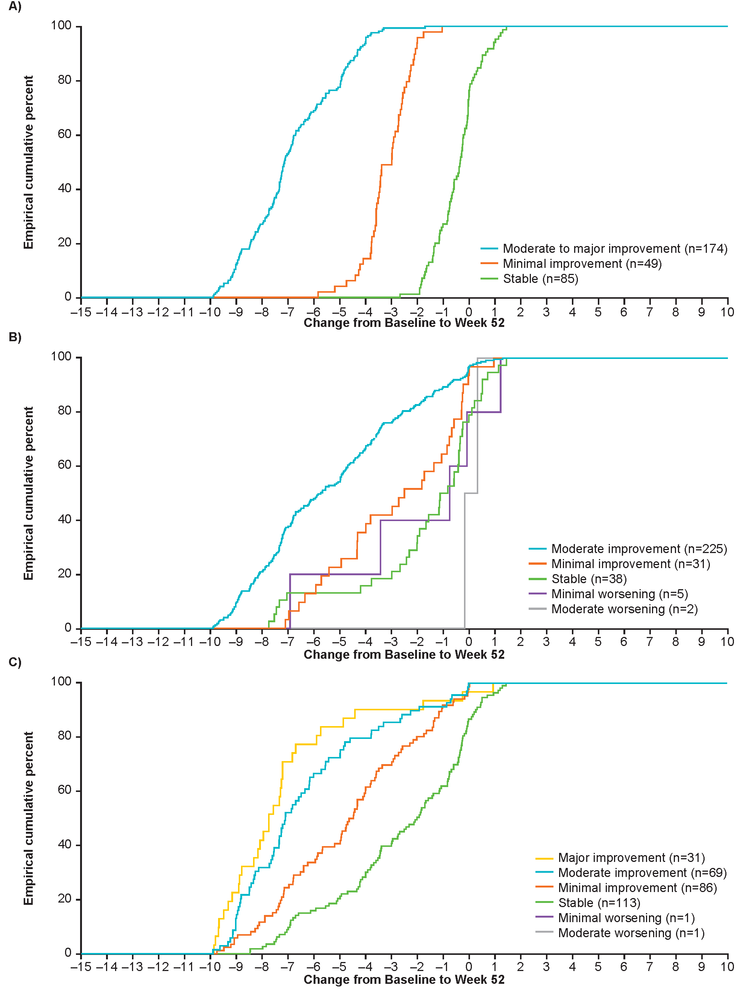 A)
Empirical cumulative percent
100
80
60
40
20
0
Moderate to major improvement (n=174)
Minimal improvement (n=49)
Stable (n=85)
–15 –14 –13 –12 –11 –10 –9 –8 –7 –6 –5 –4 –3 –2 –1 0 1 2 3 4 5 6 7 8 9 10
Change from Baseline to Week 52
B)
Empirical cumulative percent
100
80
60
40
20
0
Moderate improvement (n=225)
Minimal improvement (n=31)
Stable (n=38)
Minimal worsening (n=5)
Moderate worsening (n=2)
–15 –14 –13 –12 –11 –10 –9 –8 –7 –6 –5 –4 –3 –2 –1 0 1 2 3 4 5 6 7 8 9 10
Change from Baseline to Week 52
C)
Empirical cumulative percent
100
80
60
40
20
0
Major improvement (n=31)
Moderate improvement (n=69)
Minimal improvement (n=86)
Stable (n=113)
Minimal worsening (n=1)
Moderate worsening (n=1)
–15 –14 –13 –12 –11 –10 –9 –8 –7 –6 –5 –4 –3 –2 –1 0 1 2 3 4 5 6 7 8 9 10
Change from Baseline to Week 52